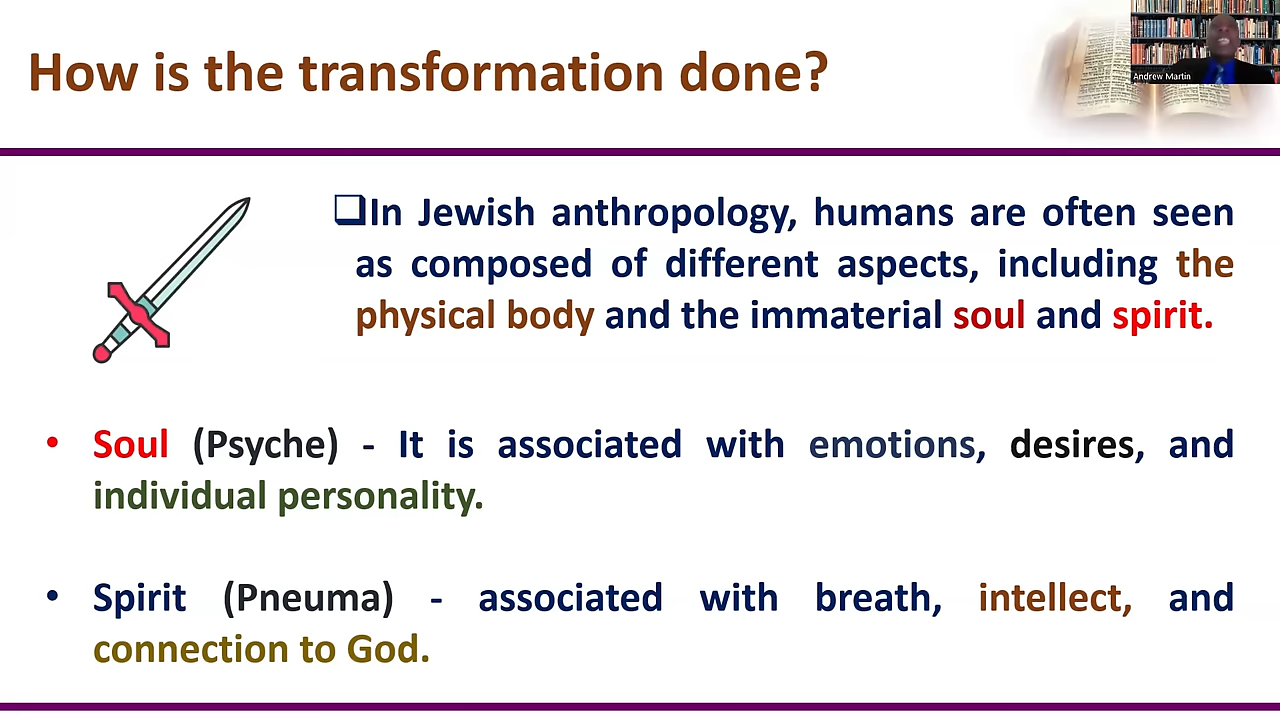 How is the transformation done?
Andrew Martin
❑In Jewish anthropology, humans are often seen
as composed of different aspects, including the
physical body and the immaterial soul and spirit.
• Soul (Psyche) - It is associated with emotions, desires, and
individual personality.
• Spirit (Pneuma) - associated with breath, intellect, and
connection to God.